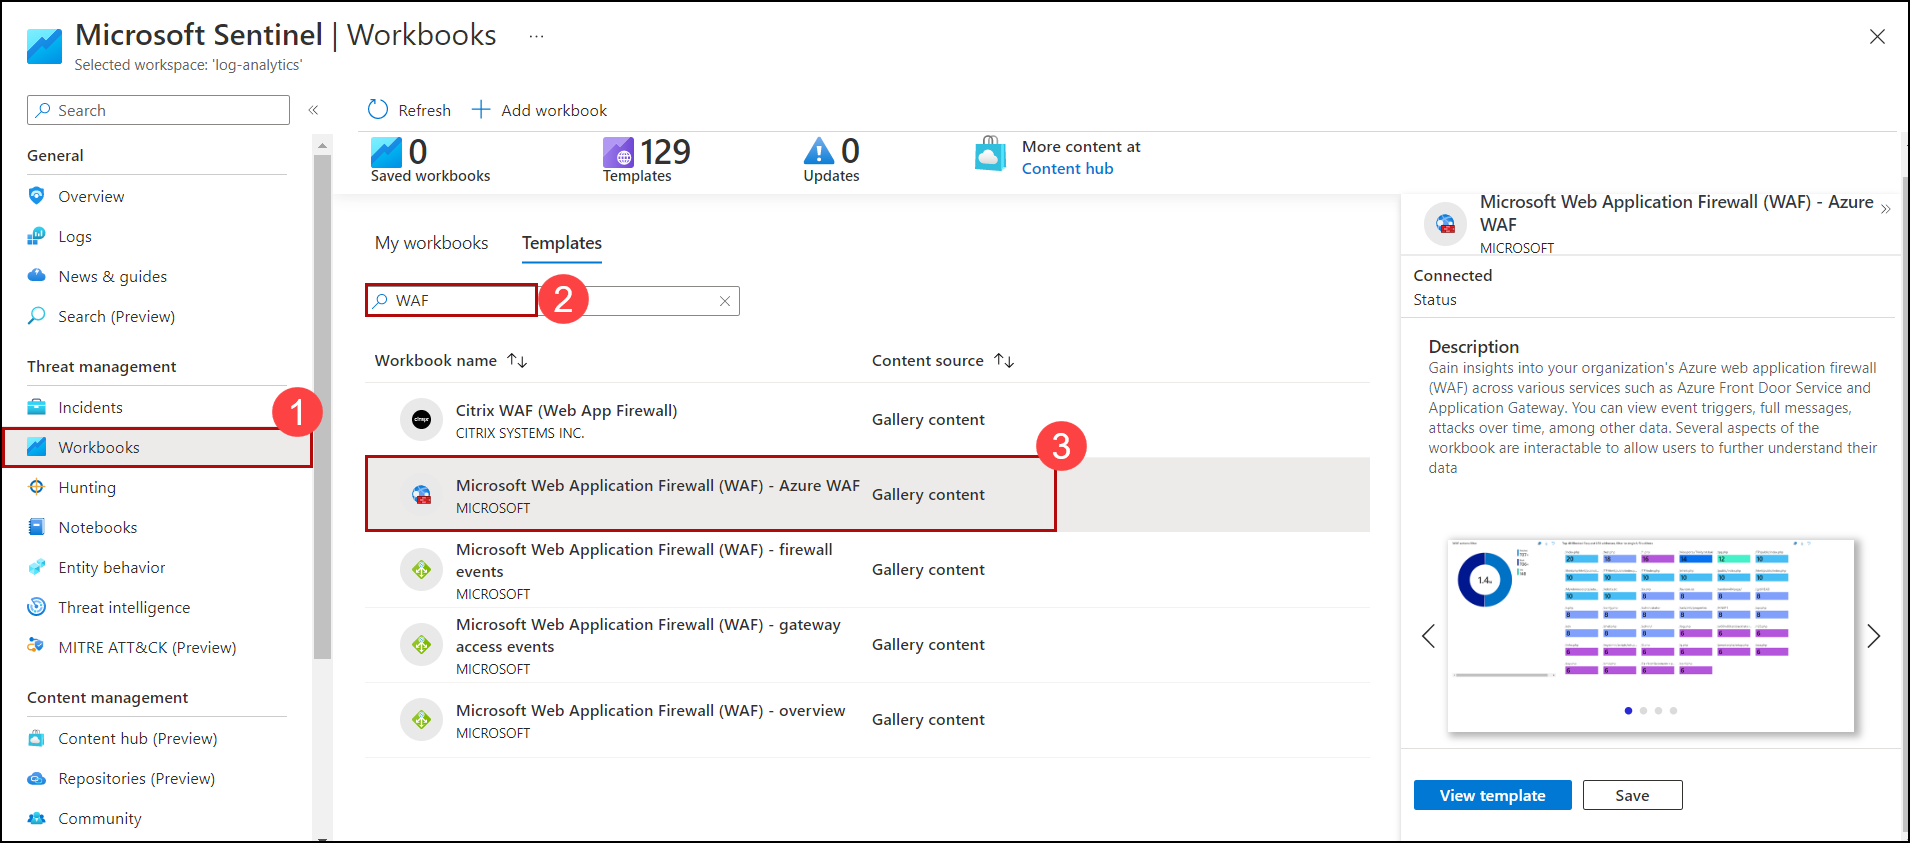 Microsoft Sentinel | Workbooks ...
Selected workspace: 'log-analytics'
Search
«
General
Overview
Logs
News & guides
Search (Preview)
Threat management
Incidents
1
Workbooks
Hunting
Notebooks
Entity behavior
Threat intelligence
MITRE ATT&CK (Preview)
Content management
Content hub (Preview)
Repositories (Preview)
Community
Refresh
Add workbook
0
Saved workbooks
129
Templates
0
Updates
More content at
Content hub
My workbooks
Templates
WAF
2
Workbook name
Content source
Citrix WAF (Web App Firewall)
CITRIX SYSTEMS INC.
Gallery content
3
Microsoft Web Application Firewall (WAF) - Azure WAF
MICROSOFT
Gallery content
Microsoft Web Application Firewall (WAF) - firewall
events
MICROSOFT
Gallery content
Microsoft Web Application Firewall (WAF) - gateway
access events
MICROSOFT
Gallery content
Microsoft Web Application Firewall (WAF) - overview
MICROSOFT
Gallery content
Microsoft Web Application Firewall (WAF) - Azure
WAF
MICROSOFT
»
Connected
Status
Description
Gain insights into your organization's Azure web application firewall
(WAF) across various services such as Azure Front Door Service and
Application Gateway. You can view event triggers, full messages,
attacks over time, among other data. Several aspects of the
workbook are interactable to allow users to further understand their
data
1.4
View template
Save